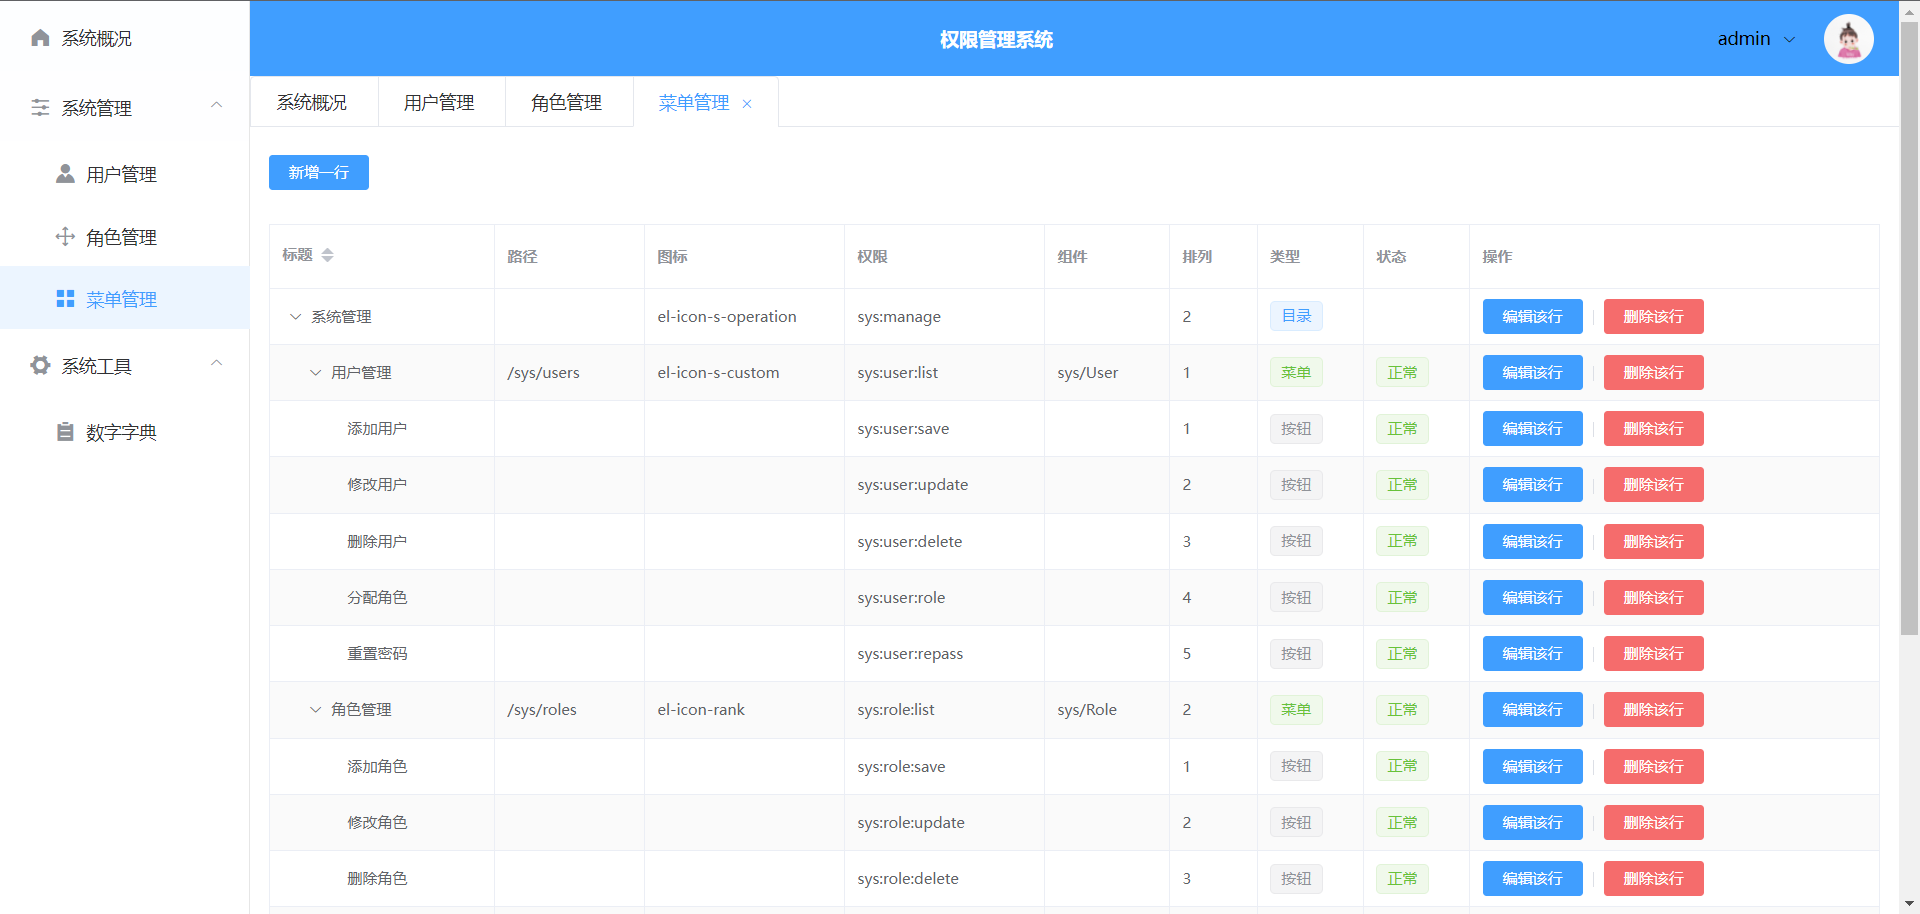 系统概况
系统管理
用户管理
角色管理
菜单管理
系统工具
数字字典
权限管理系统
admin
系统概况 用户管理 角色管理 菜单管理 ×
新增一行
标题 路径 图标 权限 组件 排列 类型 状态 操作
系统管理 el-icon-s-operation sys:manage 2 目录 编辑该行 删除该行
用户管理 /sys/users el-icon-s-custom sys:user:list sys/User 1 菜单 正常 编辑该行 删除该行
添加用户 sys:user:save 1 按钮 正常 编辑该行 删除该行
修改用户 sys:user:update 2 按钮 正常 编辑该行 删除该行
删除用户 sys:user:delete 3 按钮 正常 编辑该行 删除该行
分配角色 sys:user:role 4 按钮 正常 编辑该行 删除该行
重置密码 sys:user:repass 5 按钮 正常 编辑该行 删除该行
角色管理 /sys/roles el-icon-rank sys:role:list sys/Role 2 菜单 正常 编辑该行 删除该行
添加角色 sys:role:save 1 按钮 正常 编辑该行 删除该行
修改角色 sys:role:update 2 按钮 正常 编辑该行 删除该行
删除角色 sys:role:delete 3 按钮 正常 编辑该行 删除该行